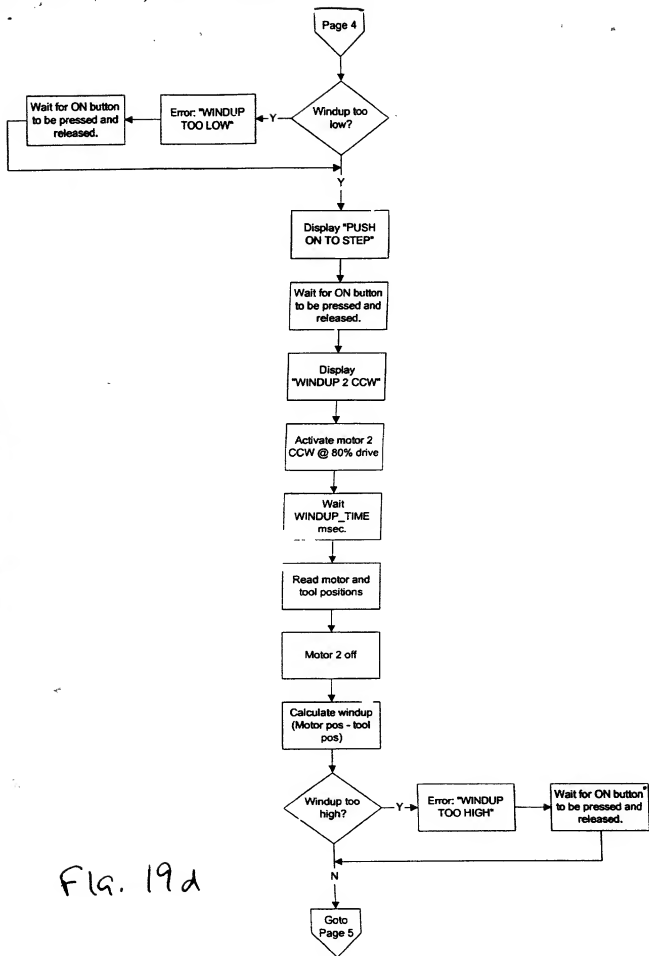 Page 4
Windup too
low?
Y
Error: "WINDUP
TOO LOW"
Wait for ON button
to be pressed and
released.
Y
Display "PUSH
ON TO STEP"
Wait for ON button
to be pressed and
released.
Display
"WINDUP 2 CCW"
Activate motor 2
CCW @ 80% drive
Wait
WINDUP_TIME
msec.
Read motor and
tool positions
Motor 2 off
Calculate windup
(Motor pos - tool
pos)
Windup too
high?
Y
Error: "WINDUP
TOO HIGH"
Wait for ON button
to be pressed and
released.
N
Goto
Page 5
FIG. 19d